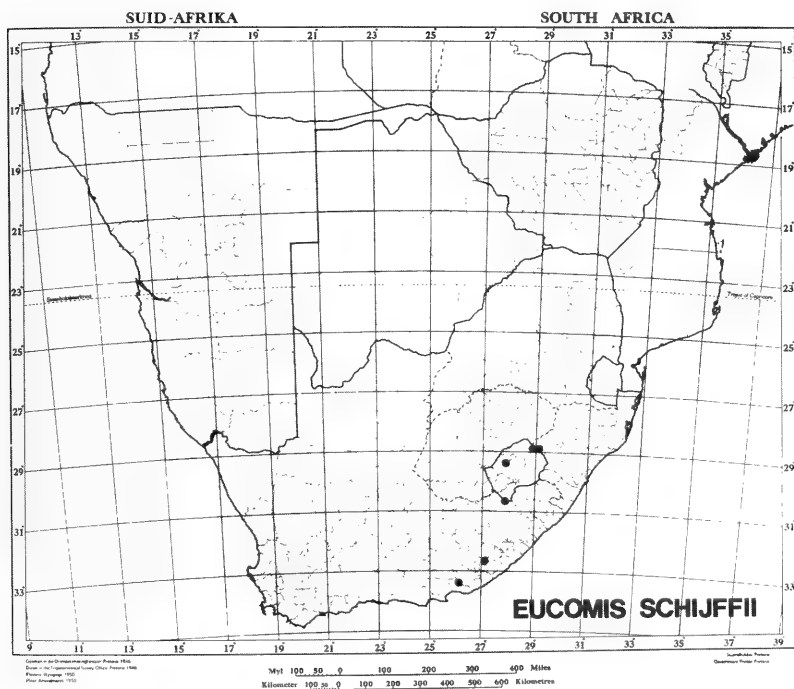 SUID-AFRIKA SOUTH AFRICA
13 15 17 19 21 23 25 27 29 31 33 35
15 15
17 17
19 19
21 21
23 23
Tropic of Capricorn
25 25
27 27
29 29
31 31
33 33
EUCOMIS SCHIJFFII
9 11 13 15 17 19 21 23 25 27 29 31 33 35 37 39
Government Printer Pretoria
Myl 100 50 0 100 200 300 400 Miles
Kilometer 100 50 0 100 200 300 400 500 600 Kilometres